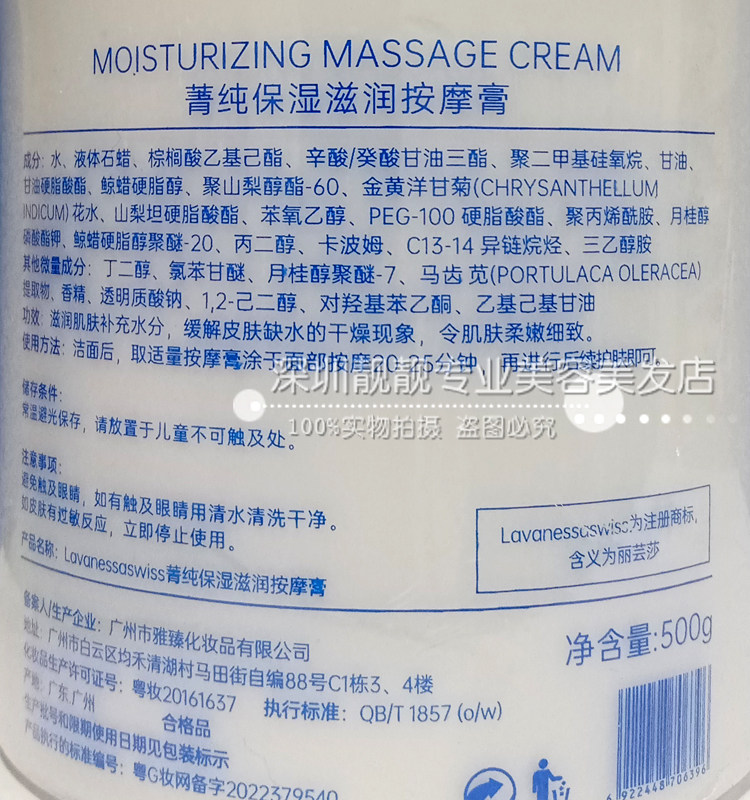 MOISTURIZING MASSAGE CREAM
菁纯保湿滋润按摩膏
成分：水、液体石蜡、棕榈酸乙基己酯、辛酸/癸酸甘油三酯、聚二甲基硅氧烷、甘油、
甘油硬脂酸酯、鲸蜡硬脂醇、聚山梨醇酯-60、金黄洋甘菊(CHRYSANTHELLUM
INDICUM)花水、山梨坦硬脂酸酯、苯氧乙醇、PEG-100 硬脂酸酯、聚丙烯酰胺、月桂醇
磷酸酯钾、鲸蜡硬脂醇聚醚-20、丙二醇、卡波姆、C13-14 异链烷烃、三乙醇胺
其他微量成分：丁二醇、氯苯甘醚、月桂醇聚醚-7、马齿苋(PORTULACA OLERACEA)
提取物、香精、透明质酸钠、1,2-己二醇、对羟基苯乙酮、乙基己基甘油
功效：滋润肌肤补充水分，缓解皮肤缺水的干燥现象，令肌肤柔嫩细致。
使用方法：洁面后，取适量按摩膏涂于面部按摩20-25分钟，再进行后续护肤即可。
深圳靓靓专业美容美发店
100%实物拍摄 盗图必究
储存条件：
常温避光保存，请放置于儿童不可触及处。
注意事项：
避免触及眼睛，如有触及眼睛用清水清洗干净。
如皮肤有过敏反应，立即停止使用。
产品名称：Lavanessaswiss菁纯保湿滋润按摩膏
Lavanessaswiss为注册商标，
含义为丽芸莎
备案人/生产企业：广州市雅臻化妆品有限公司
地址：广州市白云区均禾清湖村马田街自编88号C1栋3、4楼
化妆品生产许可证号：粤妆20161637
执行标准：QB/T 1857 (o/w)
产地：广东.广州
合格品
生产批号和限期使用日期见包装标示
产品执行的标准编号：粤G妆网备字2022379540
净含量:500g
6 922448 706396